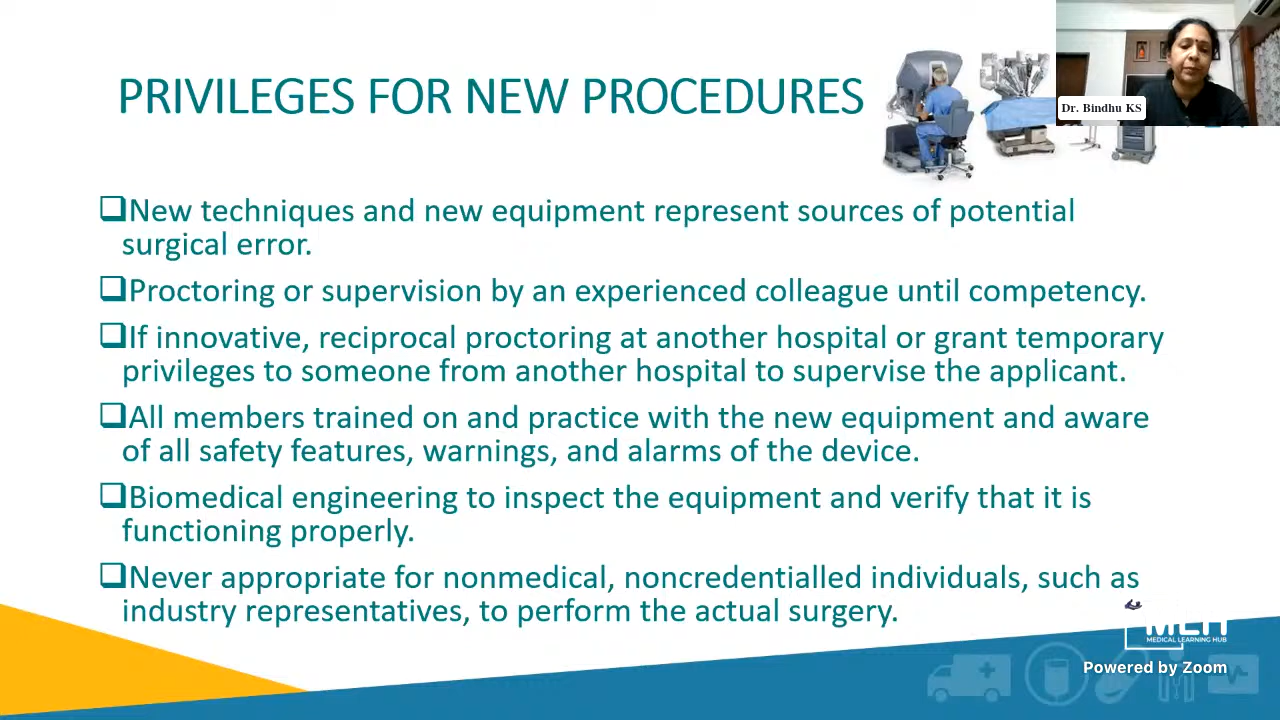 PRIVILEGES FOR NEW PROCEDURES
Dr. Bindhu KS
❑New techniques and new equipment represent sources of potential
surgical error.
❑Proctoring or supervision by an experienced colleague until competency.
❑If innovative, reciprocal proctoring at another hospital or grant temporary
privileges to someone from another hospital to supervise the applicant.
❑All members trained on and practice with the new equipment and aware
of all safety features, warnings, and alarms of the device.
❑Biomedical engineering to inspect the equipment and verify that it is
functioning properly.
❑Never appropriate for nonmedical, noncredentialled individuals, such as
industry representatives, to perform the actual surgery.
MEDICAL LEARNING HUB
Powered by Zoom